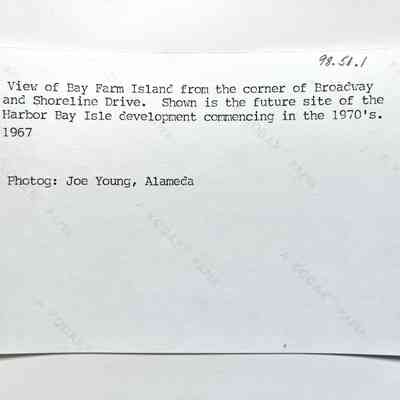 98.51.1
View of Bay Farm Island from the corner of Broadway
and Shoreline Drive. Shown is the future site of the
Harbor Bay Isle development commencing in the 1970's.
1967
Photog: Joe Young, Alameda